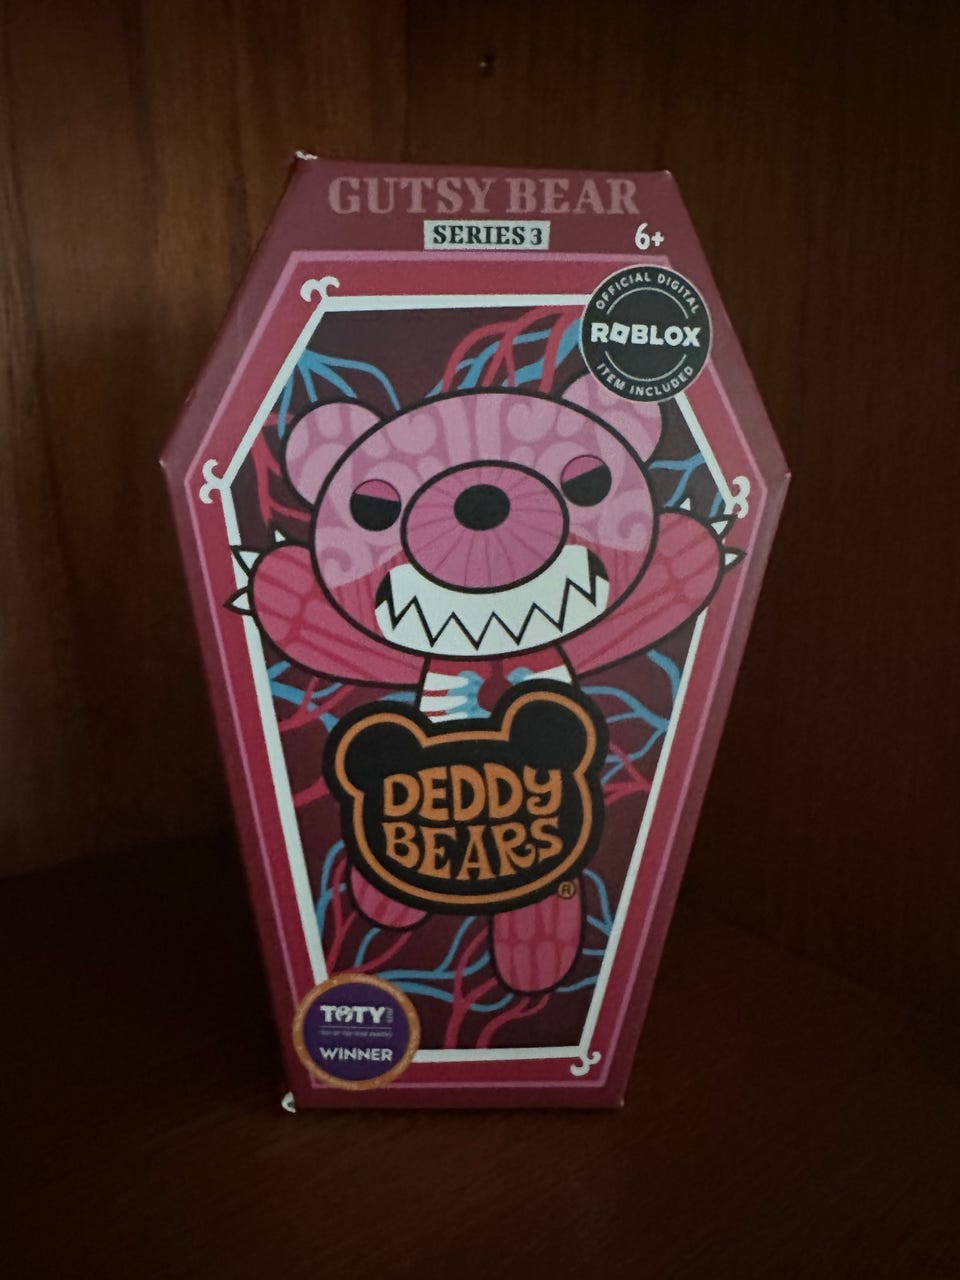 GUTSY BEAR
SERIES 3
6+
OFFICIAL DIGITAL
ROBLOX
ITEM INCLUDED
DEDDY
BEARS
®
TOTY
WINNER